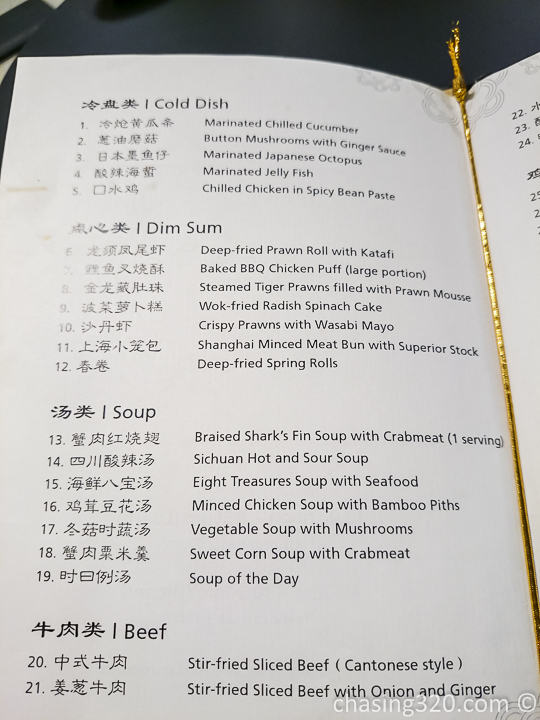 冷盘类 | Cold Dish
1. 冷炝黄瓜条 Marinated Chilled Cucumber
2. 葱油磨菇 Button Mushrooms with Ginger Sauce
3. 日本墨鱼仔 Marinated Japanese Octopus
4. 酸辣海蜇 Marinated Jelly Fish
5. 口水鸡 Chilled Chicken in Spicy Bean Paste
点心类 | Dim Sum
6. 龙须凤尾虾 Deep-fried Prawn Roll with Katafi
7. 鲤鱼叉烧酥 Baked BBQ Chicken Puff (large portion)
8. 金龙藏肚珠 Steamed Tiger Prawns filled with Prawn Mousse
9. 菠菜萝卜糕 Wok-fried Radish Spinach Cake
10. 沙丹虾 Crispy Prawns with Wasabi Mayo
11. 上海小笼包 Shanghai Minced Meat Bun with Superior Stock
12. 春卷 Deep-fried Spring Rolls
汤类 | Soup
13. 蟹肉红烧翅 Braised Shark's Fin Soup with Crabmeat (1 serving)
14. 四川酸辣汤 Sichuan Hot and Sour Soup
15. 海鲜八宝汤 Eight Treasures Soup with Seafood
16. 鸡茸豆花汤 Minced Chicken Soup with Bamboo Piths
17. 冬菇时蔬汤 Vegetable Soup with Mushrooms
18. 蟹肉粟米羹 Sweet Corn Soup with Crabmeat
19. 时日例汤 Soup of the Day
牛肉类 | Beef
20. 中式牛肉 Stir-fried Sliced Beef ( Cantonese style )
21. 姜葱牛肉 Stir-fried Sliced Beef with Onion and Ginger
22.
23.
24.
chasing320.com ©